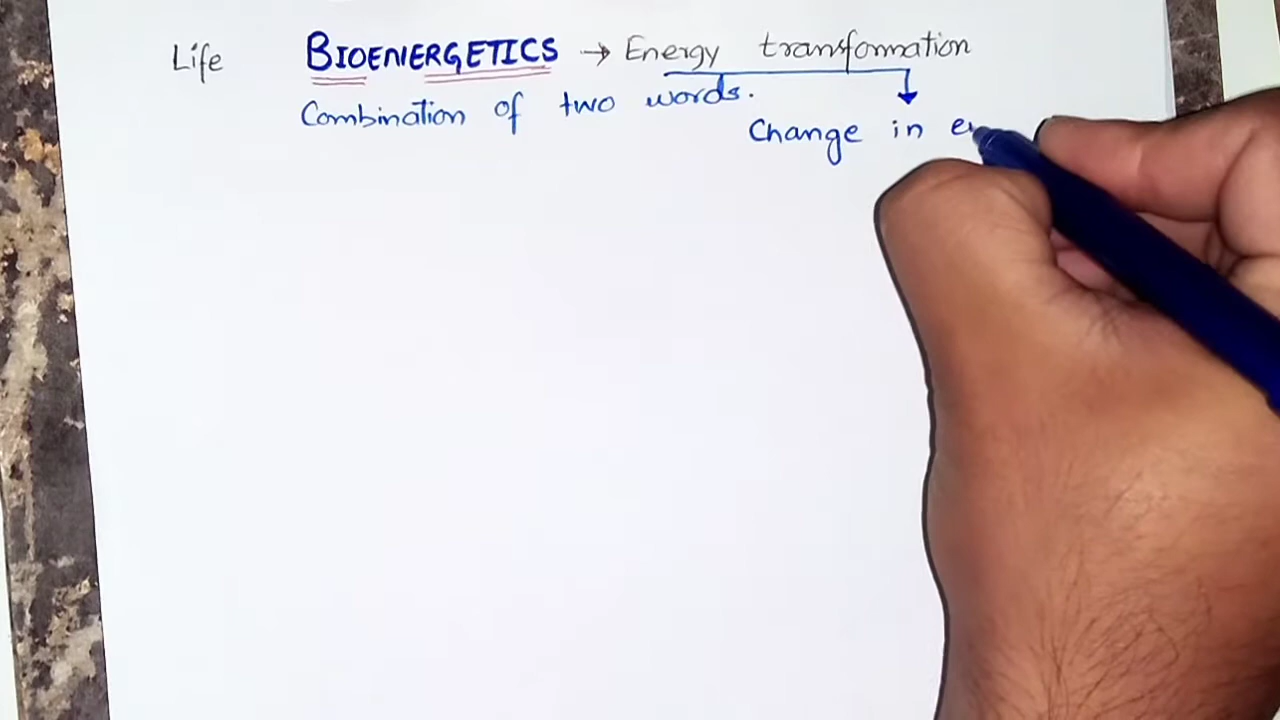 Life BIOENERGETICS → Energy transformation
Combination of two words.
Change in